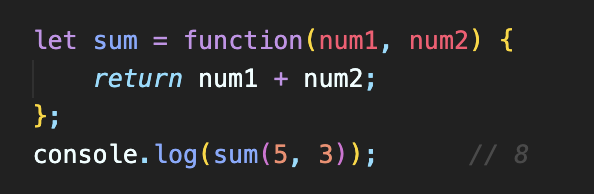 let sum = function(num1, num2) {
    return num1 + num2;
};
console.log(sum(5, 3));      // 8